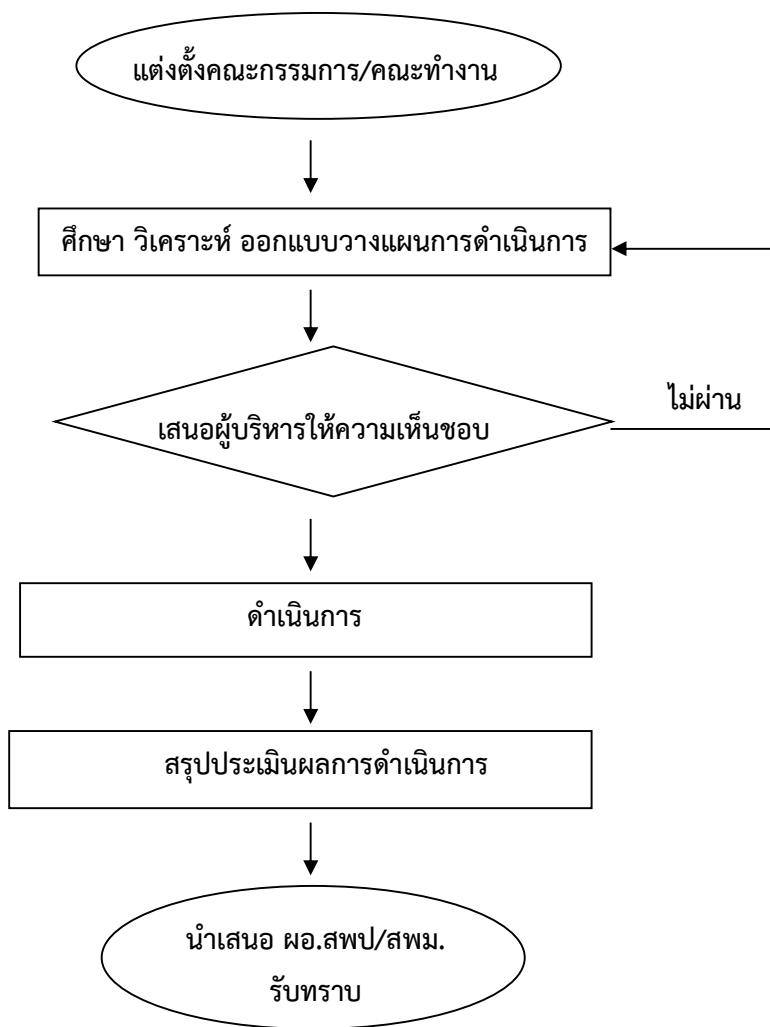 แต่งตั้งคณะกรรมการ/คณะทำงาน
ศึกษา วิเคราะห์ ออกแบบวางแผนการดำเนินการ
เสนอผู้บริหารให้ความเห็นชอบ
ไม่ผ่าน
ดำเนินการ
สรุปประเมินผลการดำเนินการ
นำเสนอ ผอ.สพป/สพม.
รับทราบ